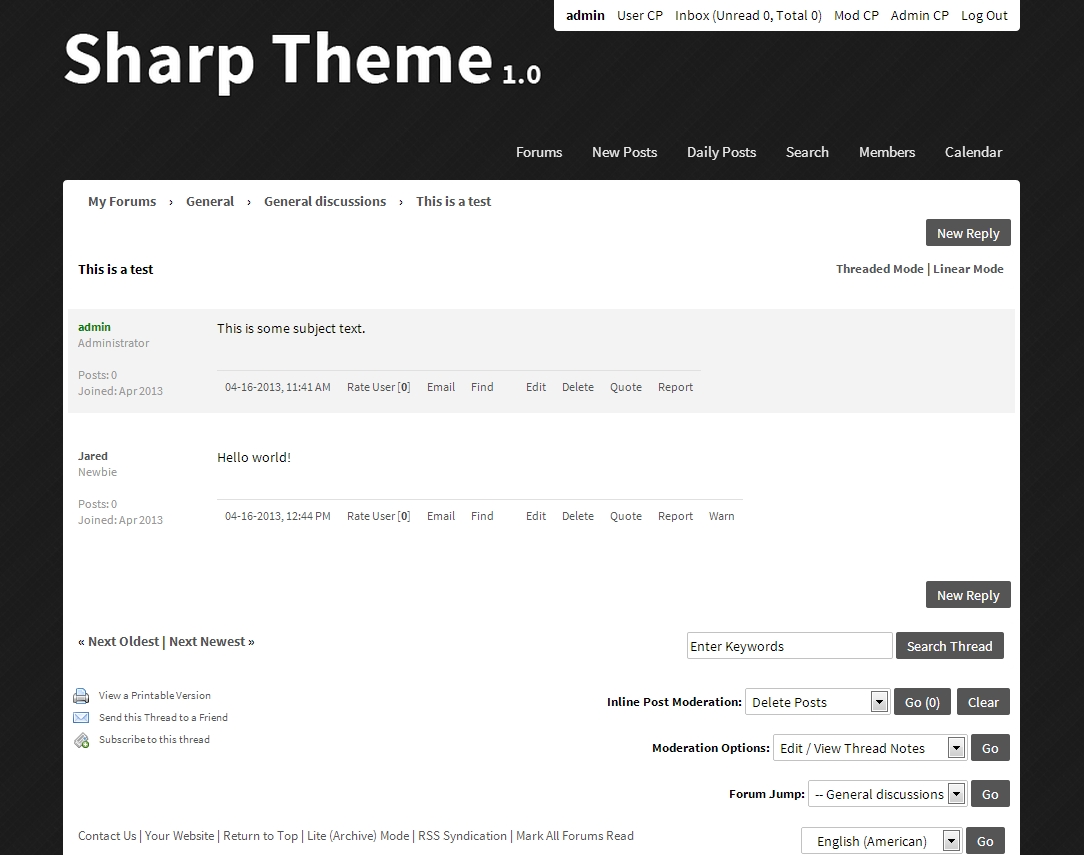 admin User CP Inbox (Unread 0, Total 0) Mod CP Admin CP Log Out
Sharp Theme 1.0
Forums New Posts Daily Posts Search Members Calendar
My Forums › General › General discussions › This is a test
New Reply
This is a test Threaded Mode | Linear Mode
admin
Administrator
Posts: 0
Joined: Apr 2013
This is some subject text.
04-16-2013, 11:41 AM Rate User [0] Email Find Edit Delete Quote Report
Jared
Newbie
Posts: 0
Joined: Apr 2013
Hello world!
04-16-2013, 12:44 PM Rate User [0] Email Find Edit Delete Quote Report Warn
New Reply
« Next Oldest | Next Newest » Enter Keywords Search Thread
View a Printable Version
Send this Thread to a Friend
Subscribe to this thread
Inline Post Moderation: Delete Posts Go (0) Clear
Moderation Options: Edit / View Thread Notes Go
Forum Jump: -- General discussions Go
Contact Us | Your Website | Return to Top | Lite (Archive) Mode | RSS Syndication | Mark All Forums Read English (American) Go